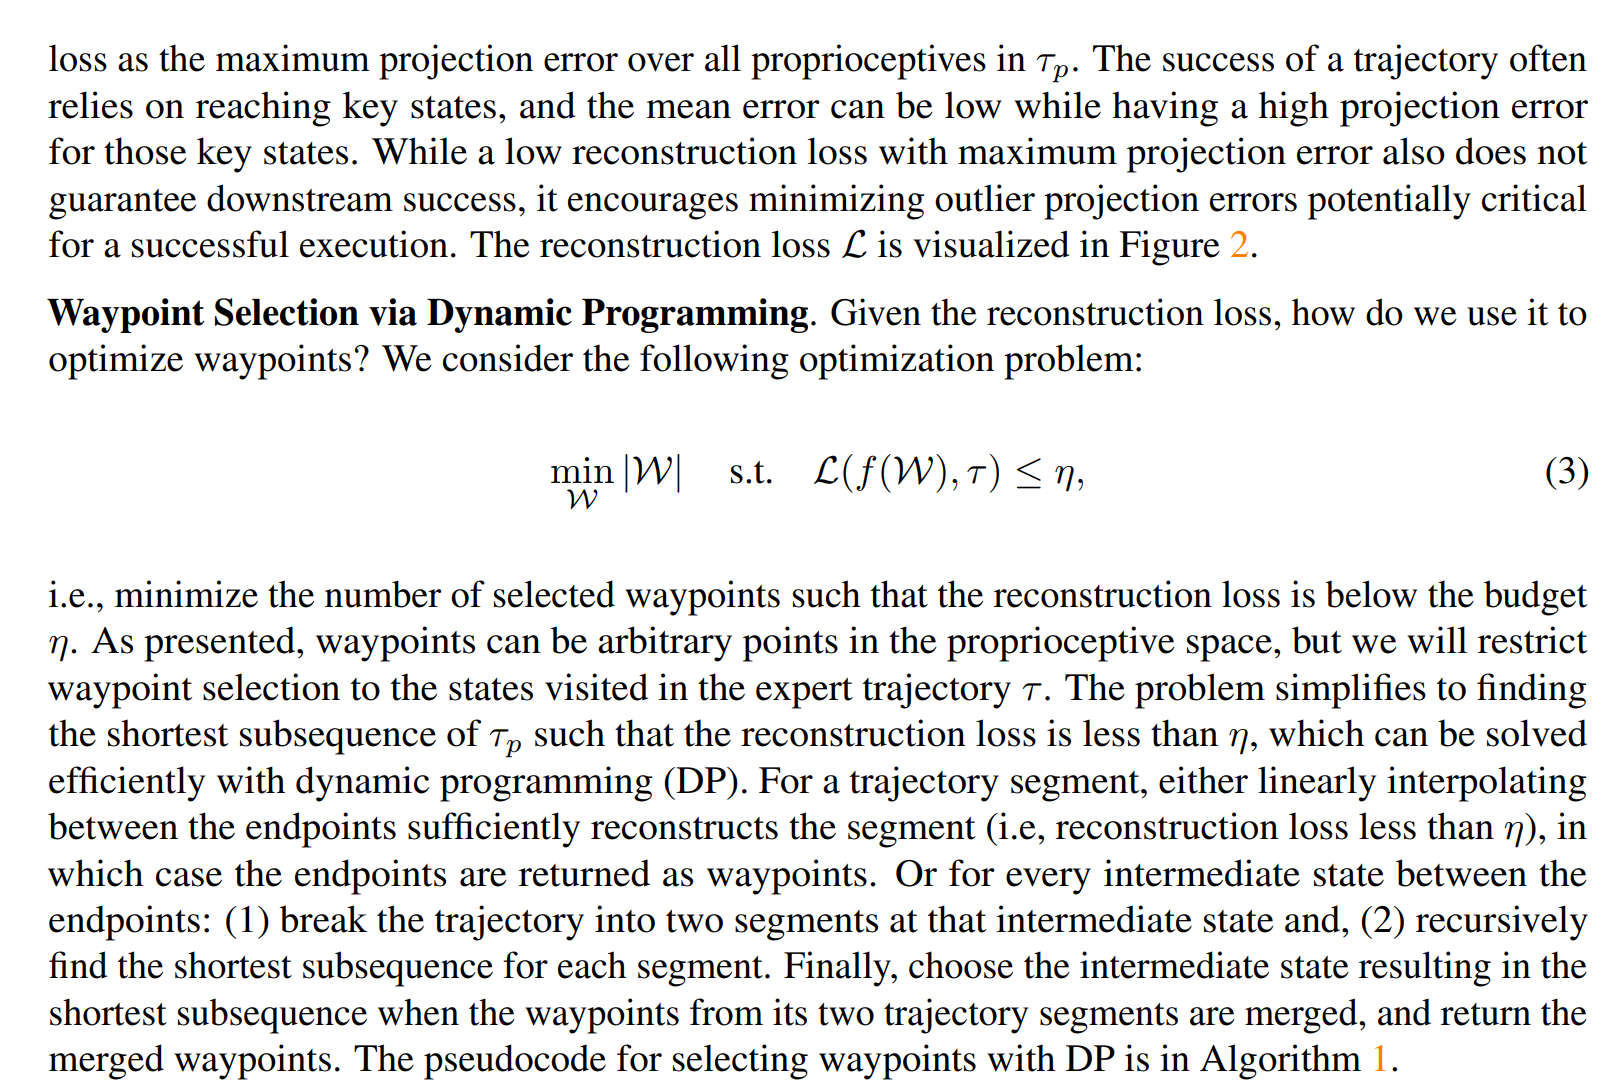 loss as the maximum projection error over all proprioceptives in τp. The success of a trajectory often
relies on reaching key states, and the mean error can be low while having a high projection error
for those key states. While a low reconstruction loss with maximum projection error also does not
guarantee downstream success, it encourages minimizing outlier projection errors potentially critical
for a successful execution. The reconstruction loss ℒ is visualized in Figure 2.
Waypoint Selection via Dynamic Programming. Given the reconstruction loss, how do we use it to
optimize waypoints? We consider the following optimization problem:
min_𝒲 |𝒲| s.t. ℒ(f(𝒲), τ) ≤ η, (3)
i.e., minimize the number of selected waypoints such that the reconstruction loss is below the budget
η. As presented, waypoints can be arbitrary points in the proprioceptive space, but we will restrict
waypoint selection to the states visited in the expert trajectory τ. The problem simplifies to finding
the shortest subsequence of τp such that the reconstruction loss is less than η, which can be solved
efficiently with dynamic programming (DP). For a trajectory segment, either linearly interpolating
between the endpoints sufficiently reconstructs the segment (i.e, reconstruction loss less than η), in
which case the endpoints are returned as waypoints. Or for every intermediate state between the
endpoints: (1) break the trajectory into two segments at that intermediate state and, (2) recursively
find the shortest subsequence for each segment. Finally, choose the intermediate state resulting in the
shortest subsequence when the waypoints from its two trajectory segments are merged, and return the
merged waypoints. The pseudocode for selecting waypoints with DP is in Algorithm 1.